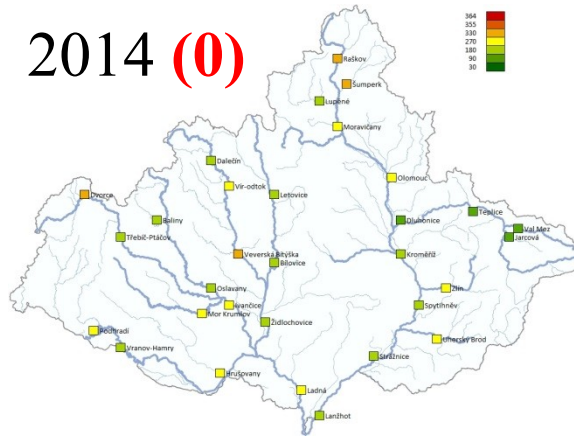 2014 (0)
364
355
330
270
180
90
30
Raškov
Šumperk
Lupěné
Moravičany
Dalečín
Vír-odtok
Letovice
Olomouc
Dvorce
Baliny
Třebíč-Ptáčov
Dluhonice
Teplice
Val Mez
Jarcová
Veverská Bítýška
Bílovice
Kroměříž
Oslavany
Zlín
Ivančice
Mor Krumlov
Spytihněv
Židlochovice
Podhradí
Vranov-Hamry
Uherský Brod
Strážnice
Hrušovany
Ladná
Lanžhot